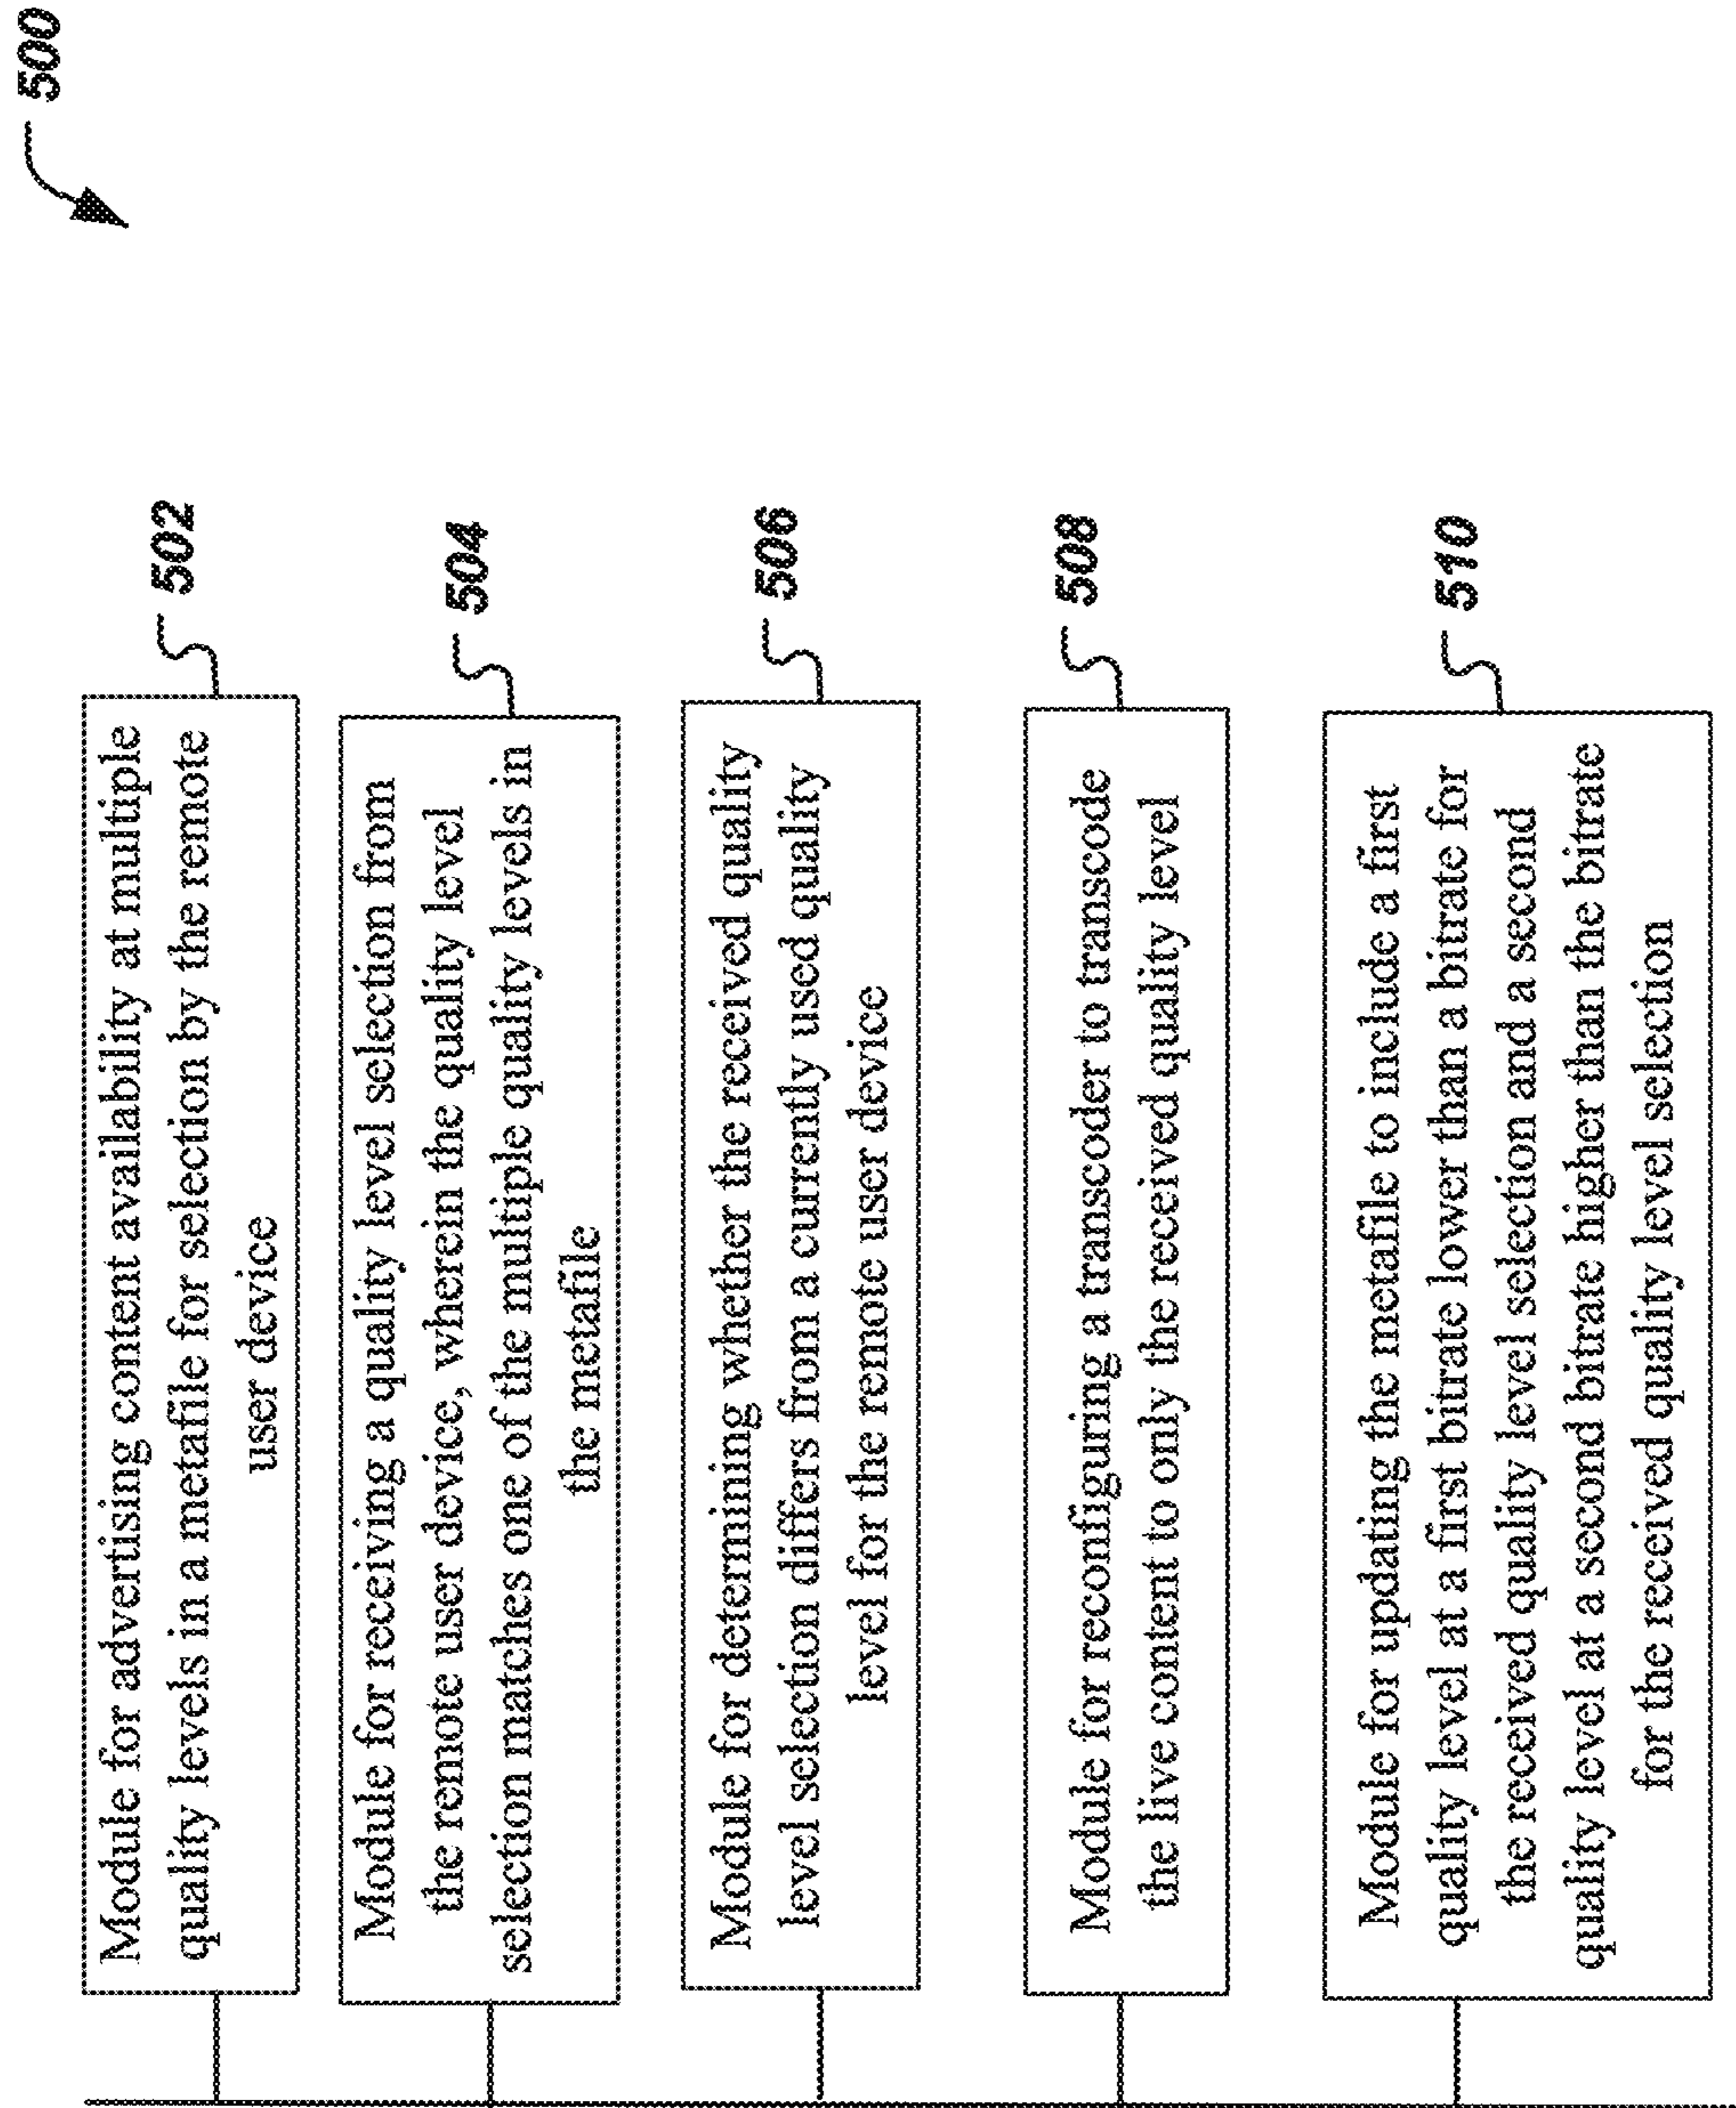 500
Module for advertising content availability at multiple
quality levels in a metafile for selection by the remote
user device
502
Module for receiving a quality level selection from
the remote user device, wherein the quality level
selection matches one of the multiple quality levels in
the metafile
504
Module for determining whether the received quality
level selection differs from a currently used quality
level for the remote user device
506
Module for reconfiguring a transcoder to transcode
the live content to only the received quality level
508
Module for updating the metafile to include a first
quality level at a first bitrate lower than a bitrate for
the received quality level selection and a second
quality level at a second bitrate higher than the bitrate
for the received quality level selection
510